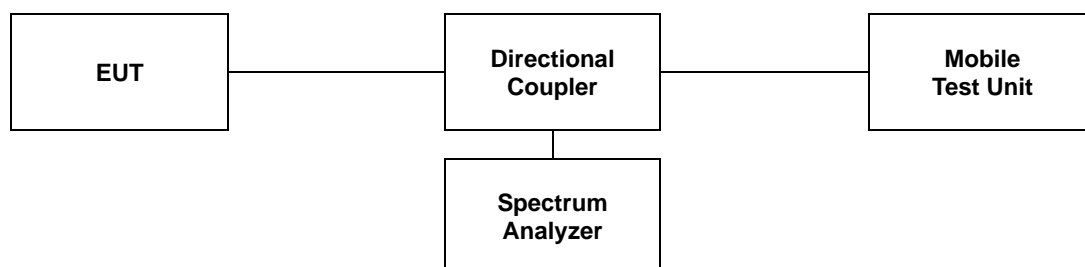 EUT
Directional
Coupler
Mobile
Test Unit
Spectrum
Analyzer